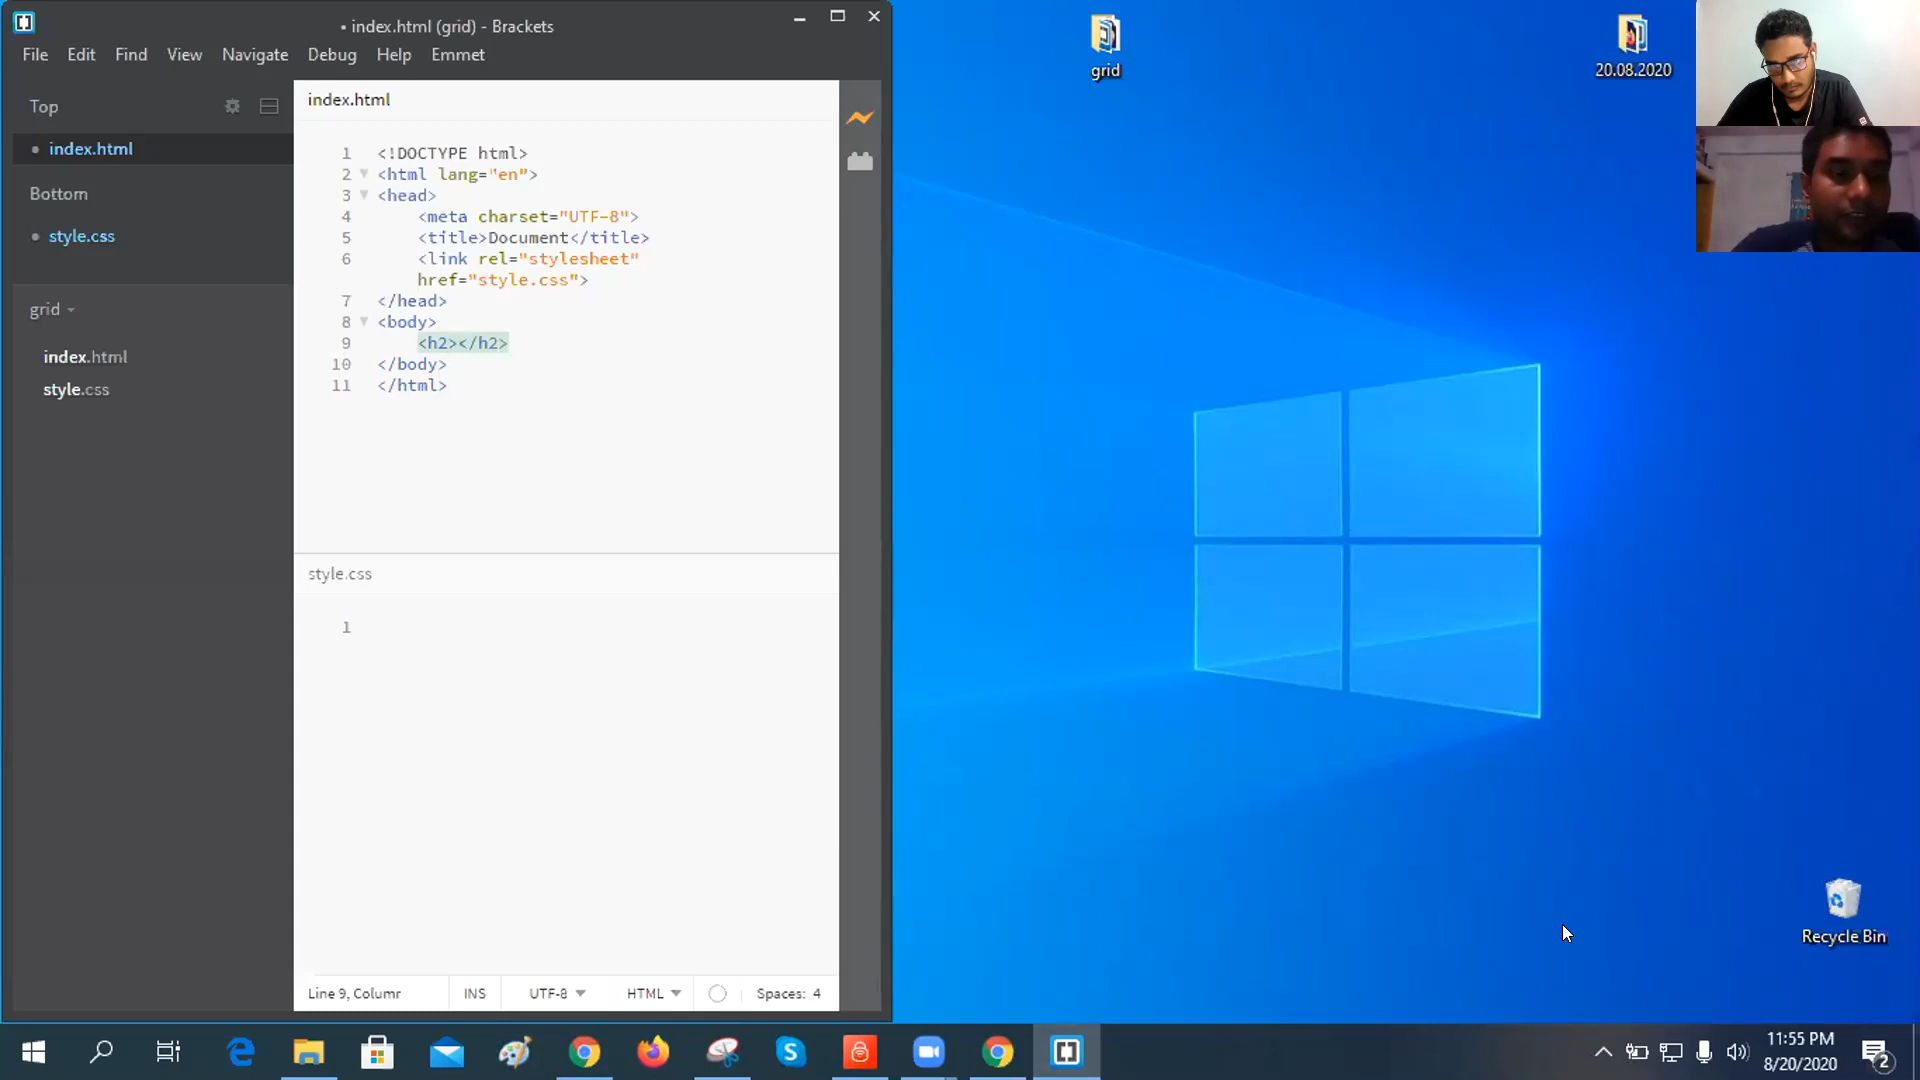 • index.html (grid) - Brackets
File Edit Find View Navigate Debug Help Emmet
Top
• index.html
Bottom
• style.css
grid
index.html
style.css
index.html
1 <!DOCTYPE html>
2 <html lang="en">
3 <head>
4 <meta charset="UTF-8">
5 <title>Document</title>
6 <link rel="stylesheet"
href="style.css">
7 </head>
8 <body>
9 <h2></h2>
10 </body>
11 </html>
style.css
1
Line 9, Column INS UTF-8 HTML Spaces: 4
grid
20.08.2020
Recycle Bin
11:55 PM
8/20/2020
2